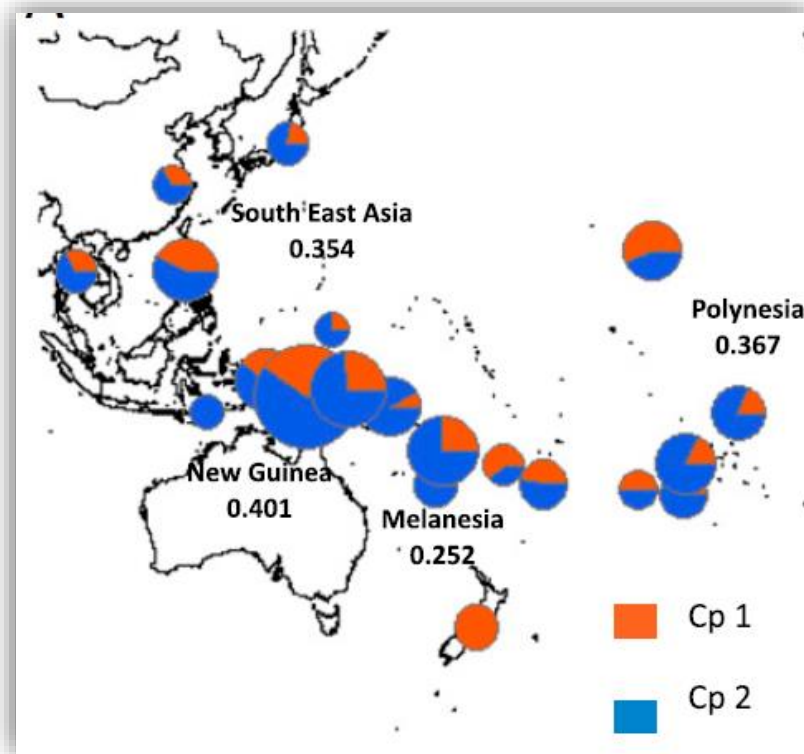 South East Asia
0.354
Polynesia
0.367
New Guinea
0.401
Melanesia
0.252
Cp 1
Cp 2